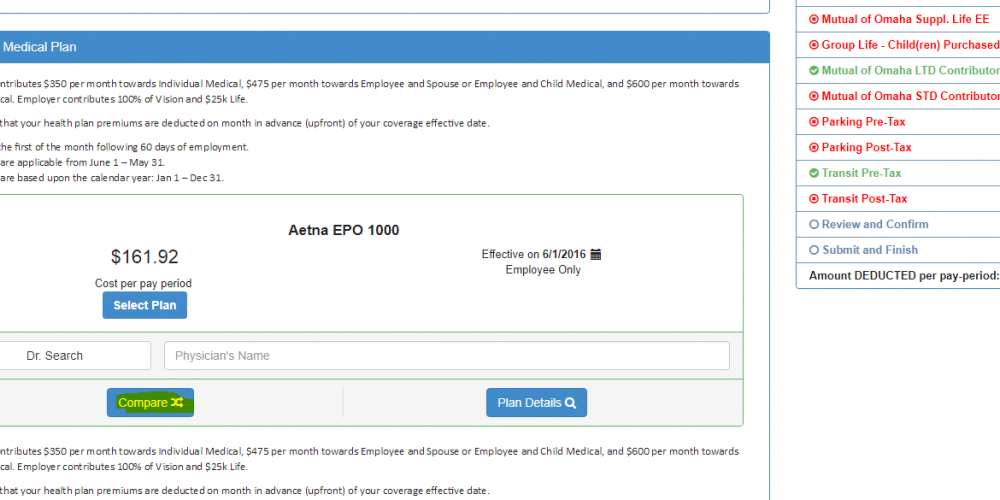 Medical Plan
ntributes $350 per month towards Individual Medical, $475 per month towards Employee and Spouse or Employee and Child Medical, and $600 per month towards
cal. Employer contributes 100% of Vision and $25k Life.
that your health plan premiums are deducted on month in advance (upfront) of your coverage effective date.
the first of the month following 60 days of employment.
are applicable from June 1 – May 31.
are based upon the calendar year: Jan 1 – Dec 31.
Aetna EPO 1000
$161.92
Cost per pay period
Select Plan
Effective on 6/1/2016
Employee Only
Dr. Search
Physician's Name
Compare
Plan Details
ntributes $350 per month towards Individual Medical, $475 per month towards Employee and Spouse or Employee and Child Medical, and $600 per month towards
cal. Employer contributes 100% of Vision and $25k Life.
that your health plan premiums are deducted on month in advance (upfront) of your coverage effective date.
Mutual of Omaha Suppl. Life EE
Group Life - Child(ren) Purchased
Mutual of Omaha LTD Contributor
Mutual of Omaha STD Contributor
Parking Pre-Tax
Parking Post-Tax
Transit Pre-Tax
Transit Post-Tax
Review and Confirm
Submit and Finish
Amount DEDUCTED per pay-period: